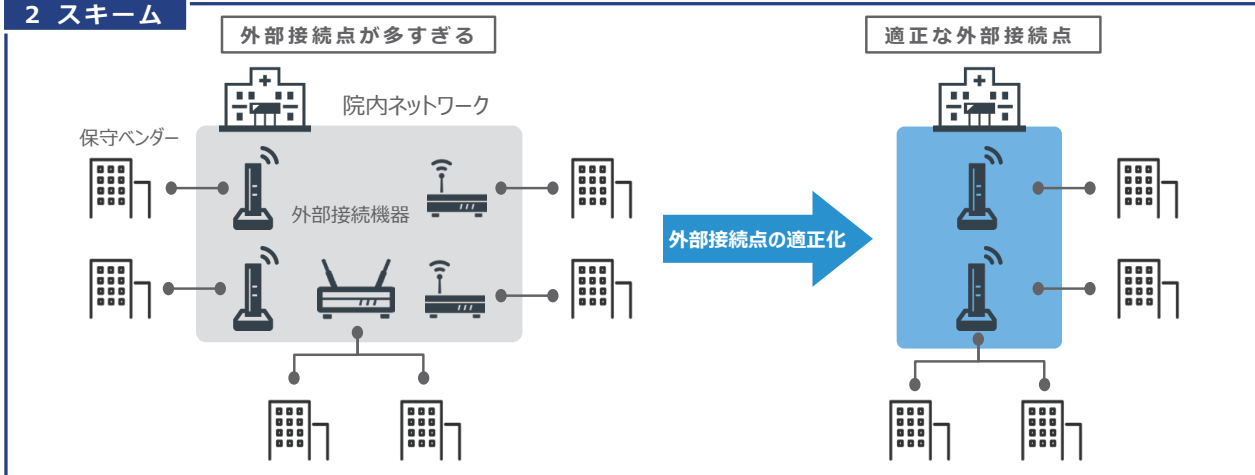 2 スキーム
外部接続点が多すぎる
適正な外部接続点
院内ネットワーク
保守ベンダー
外部接続機器
外部接続点の適正化